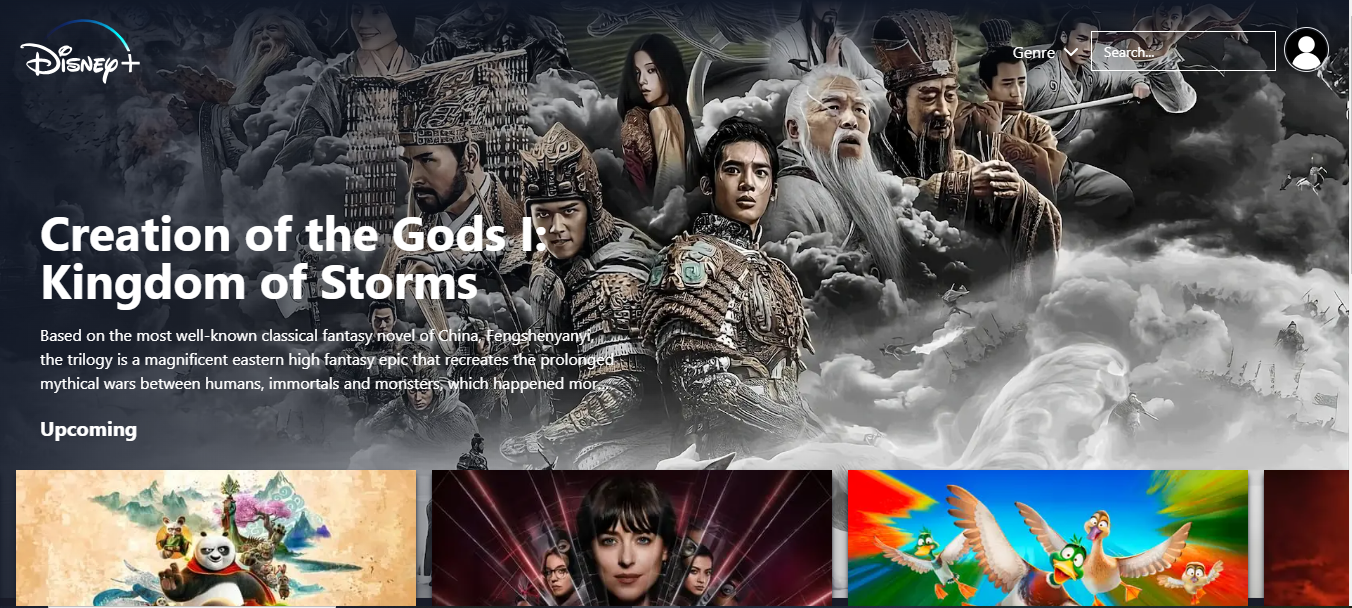 Disney+
Genre
Search...
Creation of the Gods I:
Kingdom of Storms
Based on the most well-known classical fantasy novel of China, Fengshenyanyi,
the trilogy is a magnificent eastern high fantasy epic that recreates the prolonged
mythical wars between humans, immortals and monsters, which happened mor...
Upcoming